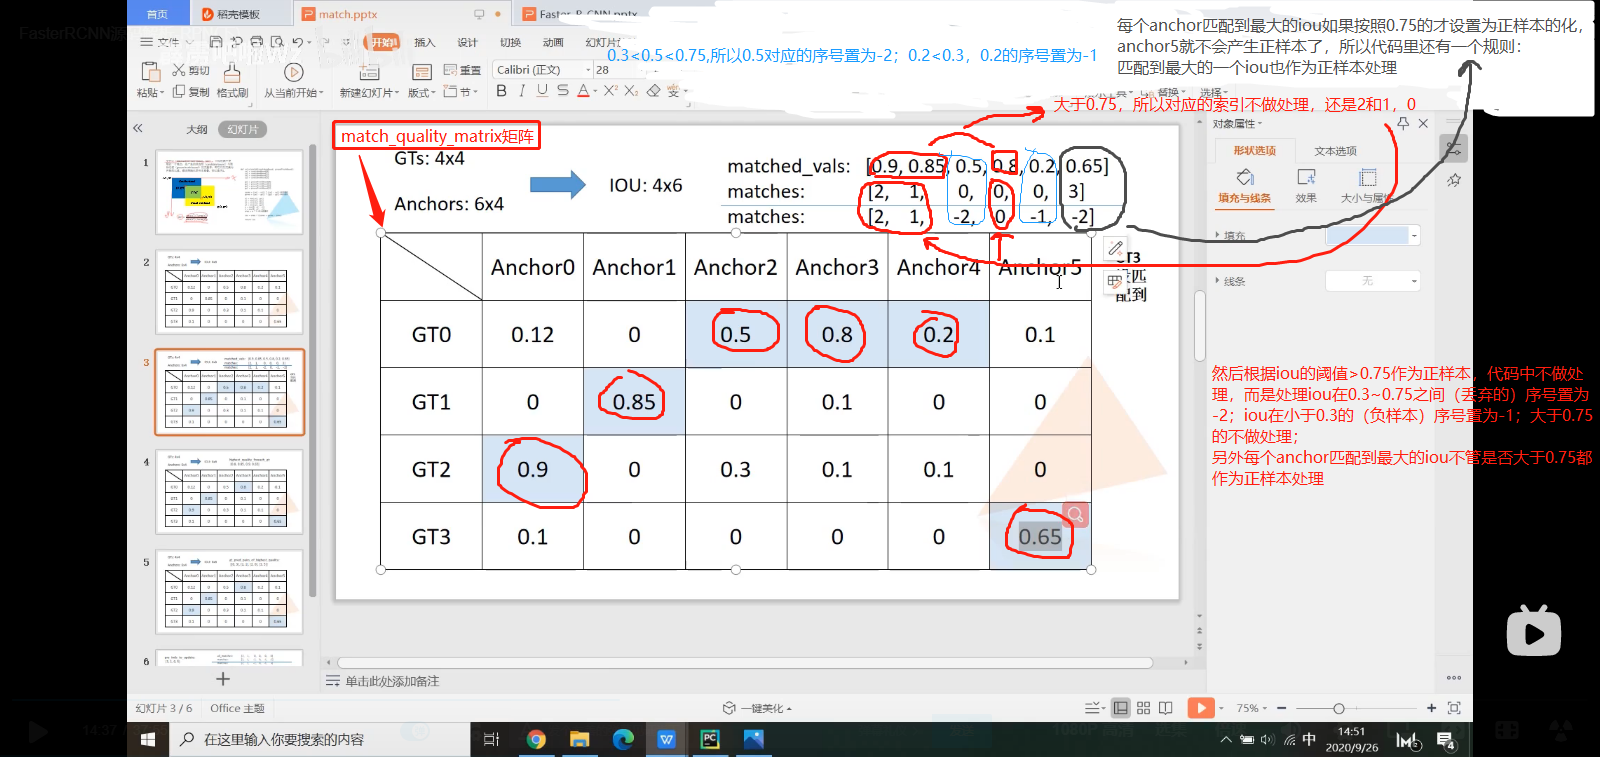 首页
稻壳模板
match.pptx
Faster_R_CNN.pptx
每个anchor匹配到最大的iou如果按照0.75的才设置为正样本的化，
anchor5就不会产生正样本了，所以代码里还有一个规则：
匹配到最大的一个iou也作为正样本处理
文件
开始
插入
设计
切换
动画
幻灯片
0.3<0.5<0.75,所以0.5对应的序号置为-2；0.2<0.3，0.2的序号置为-1
粘贴
剪切
复制
格式刷
从当前开始
新建幻灯片
版式
重置
节
Calibri (正文)
28
替换
选择
大于0.75，所以对应的索引不做处理，还是2和1，0
大纲
幻灯片
match_quality_matrix矩阵
GTs: 4x4
Anchors: 6x4
IOU: 4x6
matched_vals: [0.9, 0.85, 0.5, 0.8, 0.2, 0.65]
matches: [2, 1, 0, 0, 0, 3]
matches: [2, 1, -2, 0, -1, -2]
Anchor0 Anchor1 Anchor2 Anchor3 Anchor4 Anchor5
GT0 0.12 0 0.5 0.8 0.2 0.1
GT1 0 0.85 0 0.1 0 0
GT2 0.9 0 0.3 0.1 0.1 0
GT3 0.1 0 0 0 0 0.65
配到
对象属性
形状选项
文本选项
填充与线条
效果
大小与属性
填充
线条
无
然后根据iou的阈值>0.75作为正样本，代码中不做处
理，而是处理iou在0.3~0.75之间（丢弃的）序号置为
-2；iou在小于0.3的（负样本）序号置为-1；大于0.75
的不做处理；
另外每个anchor匹配到最大的iou不管是否大于0.75都
作为正样本处理
1
2
3
4
5
6
单击此处添加备注
幻灯片 3 / 6
Office 主题
一键美化
75%
在这里输入你要搜索的内容
中
14:51
2020/9/26
4